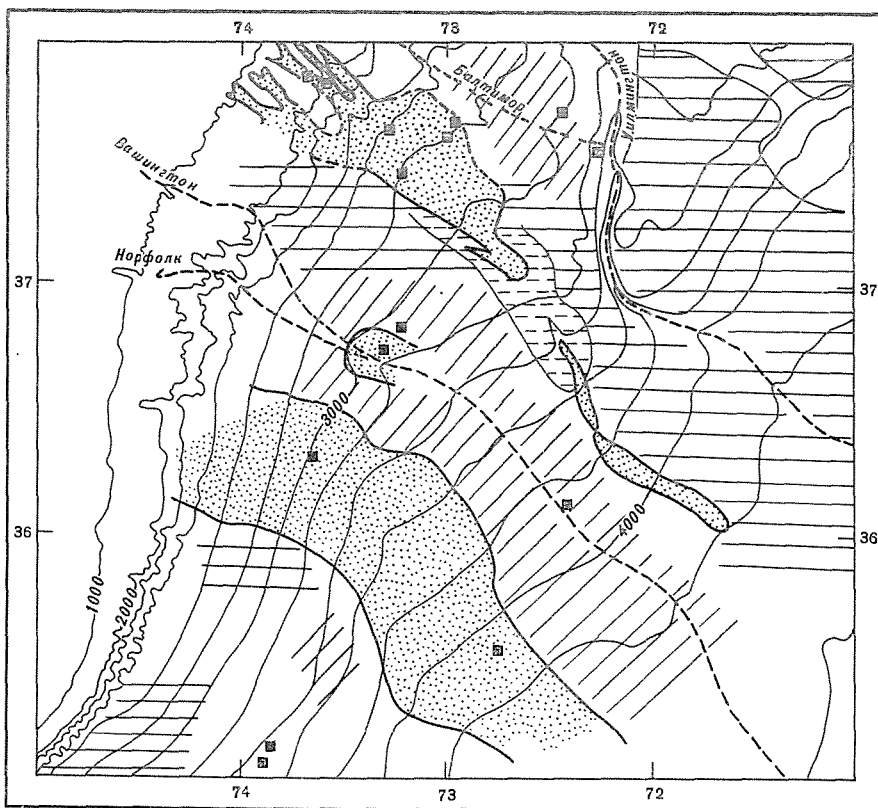 74 73 72
Балтимор
Уилмингтон
Вашингтон
Норфолк
37 37
3000
36 36
4000
1000
2000
74 73 72